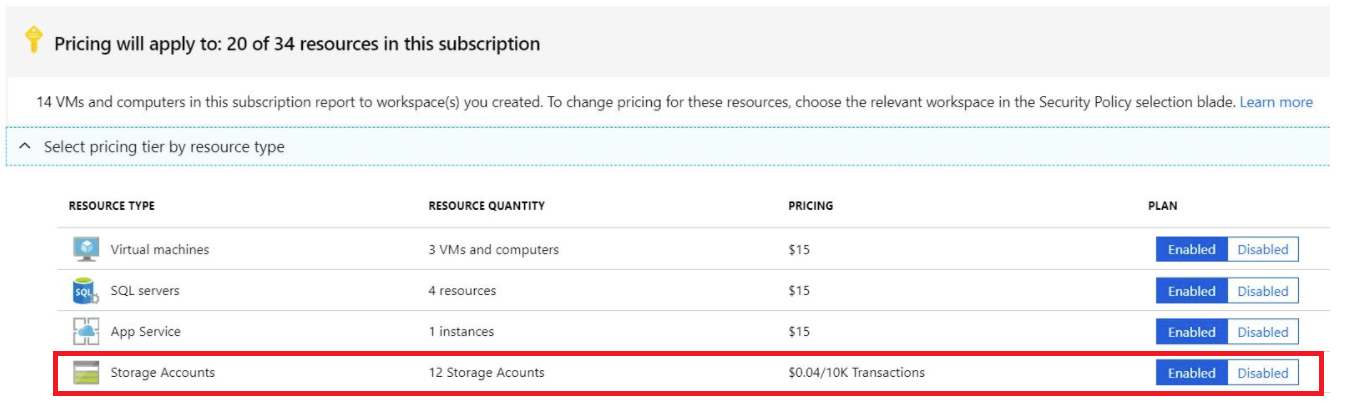 Pricing will apply to: 20 of 34 resources in this subscription
14 VMs and computers in this subscription report to workspace(s) you created. To change pricing for these resources, choose the relevant workspace in the Security Policy selection blade. Learn more
Select pricing tier by resource type
RESOURCE TYPE RESOURCE QUANTITY PRICING PLAN
Virtual machines 3 VMs and computers $15 Enabled Disabled
SQL SQL servers 4 resources $15 Enabled Disabled
App Service 1 instances $15 Enabled Disabled
Storage Accounts 12 Storage Acounts $0.04/10K Transactions Enabled Disabled